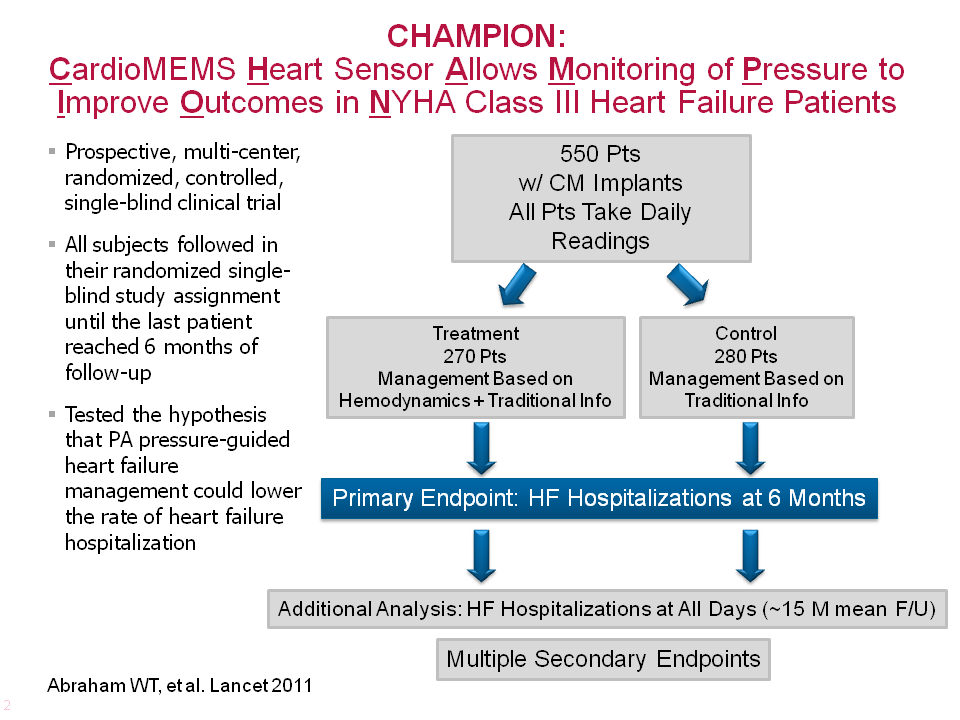 CHAMPION:
CardioMEMS Heart Sensor Allows Monitoring of Pressure to
Improve Outcomes in NYHA Class III Heart Failure Patients
▪ Prospective, multi-center,
randomized, controlled,
single-blind clinical trial
▪ All subjects followed in
their randomized single-
blind study assignment
until the last patient
reached 6 months of
follow-up
▪ Tested the hypothesis
that PA pressure-guided
heart failure
management could lower
the rate of heart failure
hospitalization
550 Pts
w/ CM Implants
All Pts Take Daily
Readings
Treatment
270 Pts
Management Based on
Hemodynamics + Traditional Info
Control
280 Pts
Management Based on
Traditional Info
Primary Endpoint: HF Hospitalizations at 6 Months
Additional Analysis: HF Hospitalizations at All Days (~15 M mean F/U)
Multiple Secondary Endpoints
Abraham WT, et al. Lancet 2011
2